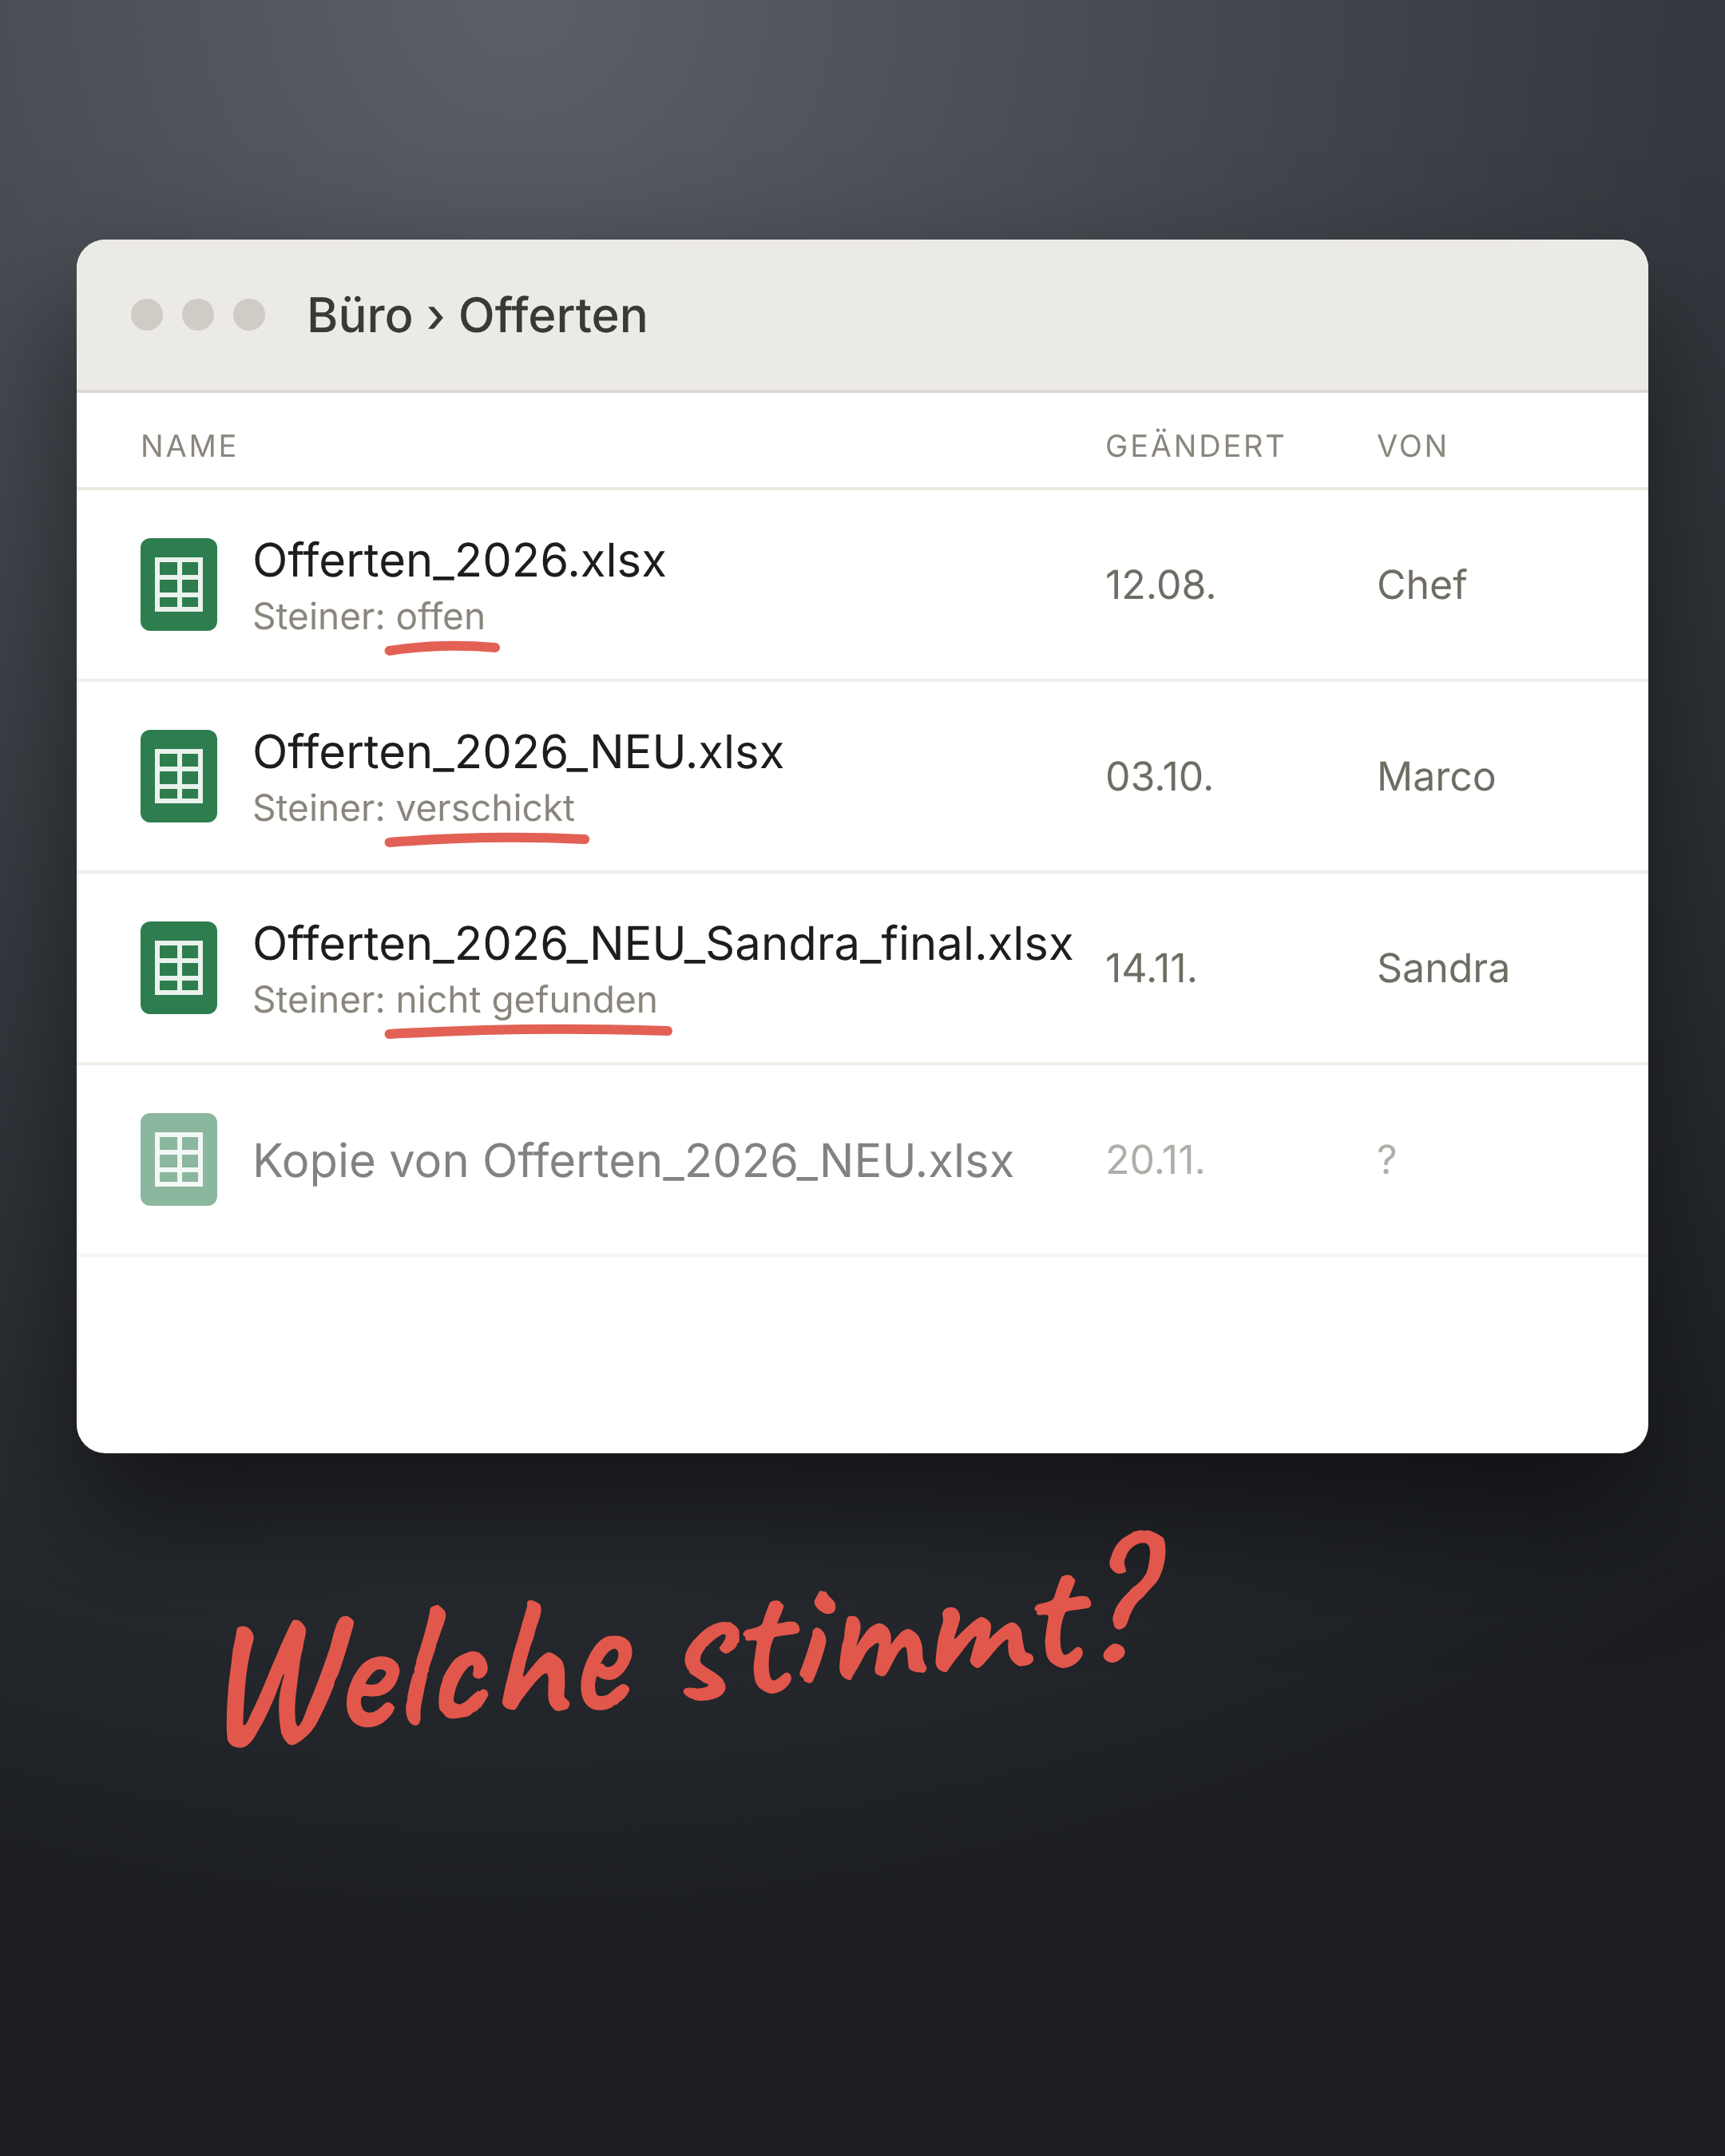 Büro › Offerten
NAME GEÄNDERT VON
Offerten_2026.xlsx 12.08. Chef
Steiner: offen
Offerten_2026_NEU.xlsx 03.10. Marco
Steiner: verschickt
Offerten_2026_NEU_Sandra_final.xlsx 14.11. Sandra
Steiner: nicht gefunden
Kopie von Offerten_2026_NEU.xlsx 20.11. ?
Welche stimmt?